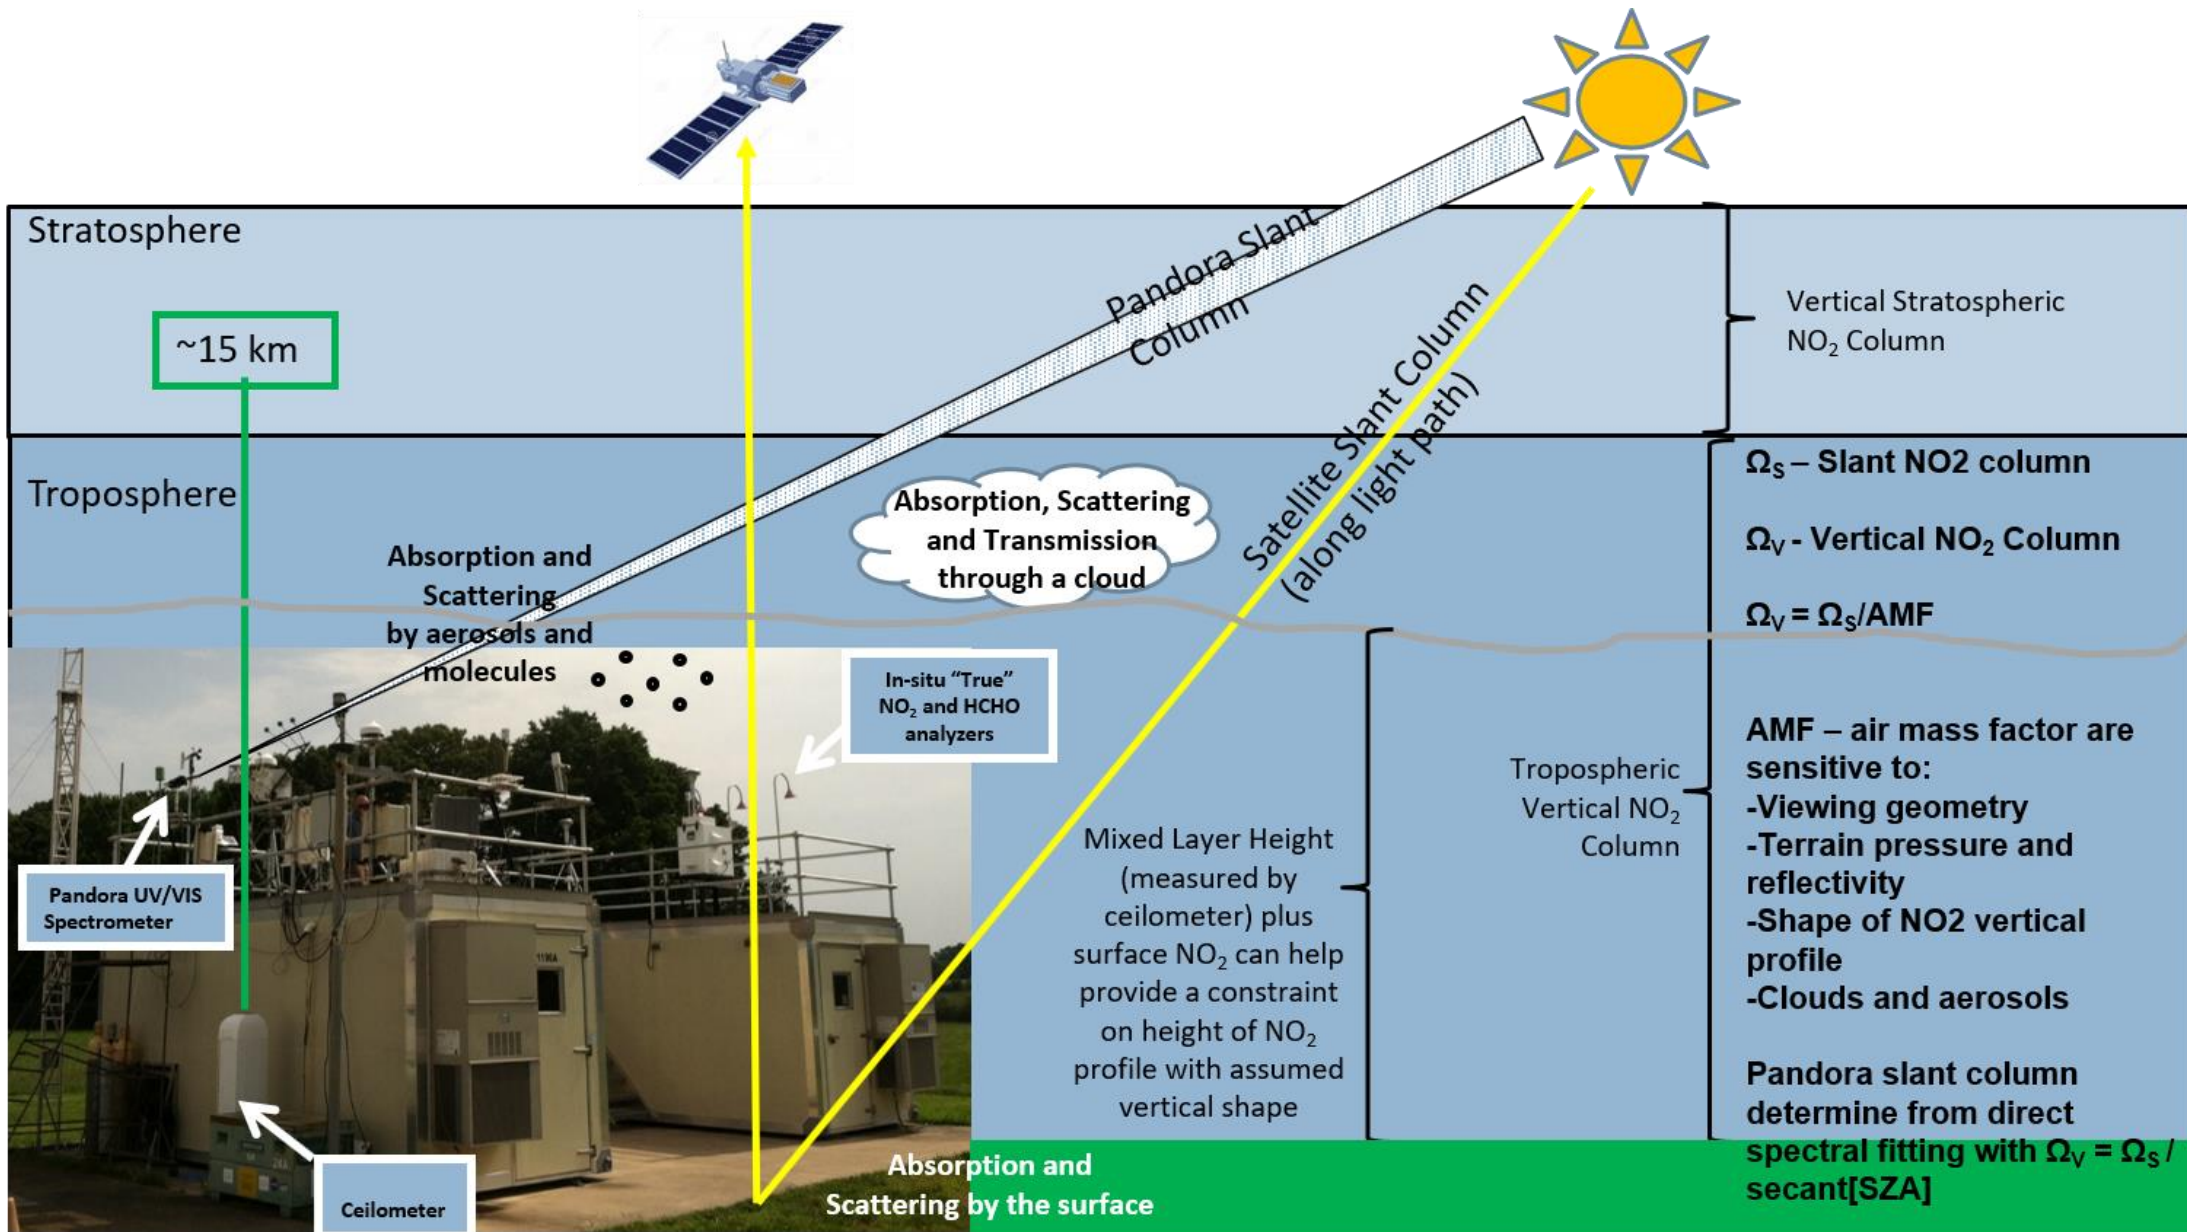 Stratosphere
~15 km
Pandora Slant
Column
Satellite Slant Column
(along light path)
Vertical Stratospheric
NO₂ Column
Troposphere
Absorption and
Scattering
by aerosols and
molecules
Absorption, Scattering
and Transmission
through a cloud
In-situ “True”
NO₂ and HCHO
analyzers
Pandora UV/VIS
Spectrometer
Ceilometer
Absorption and
Scattering by the surface
Mixed Layer Height
(measured by
ceilometer) plus
surface NO₂ can help
provide a constraint
on height of NO₂
profile with assumed
vertical shape
Tropospheric
Vertical NO₂
Column
Ωs – Slant NO2 column
Ωv - Vertical NO₂ Column
Ωv = Ωs/AMF
AMF – air mass factor are
sensitive to:
-Viewing geometry
-Terrain pressure and
reflectivity
-Shape of NO2 vertical
profile
-Clouds and aerosols
Pandora slant column
determine from direct
spectral fitting with Ωv = Ωs /
secant[SZA]